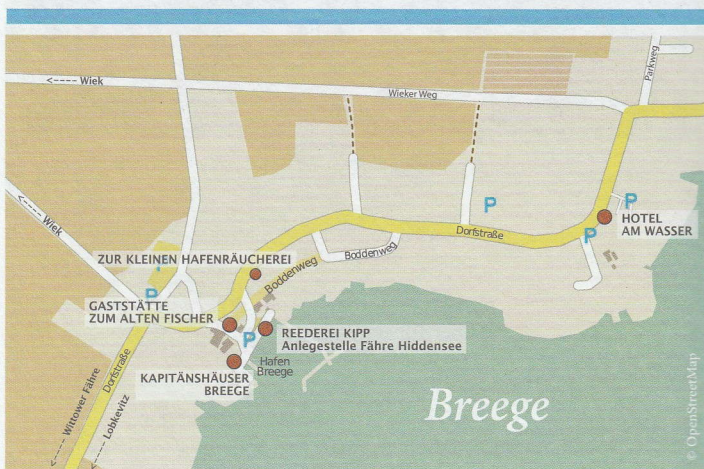 <---- Wiek
Wieker Weg
Parkweg
P
P
HOTEL
AM WASSER
P
Dorfstraße
<---- Wiek
ZUR KLEINEN HAFENRÄUCHEREI
Boddenweg
Boddenweg
P
GASTSTÄTTE
ZUM ALTEN FISCHER
REEDEREI KIPP
Anlegestelle Fähre Hiddensee
P
Hafen
Breege
KAPITÄNSHÄUSER
BREEGE
Dorfstraße
<---- Wittower Fähre
<---- Lobkevitz
Breege
© OpenStreetMap